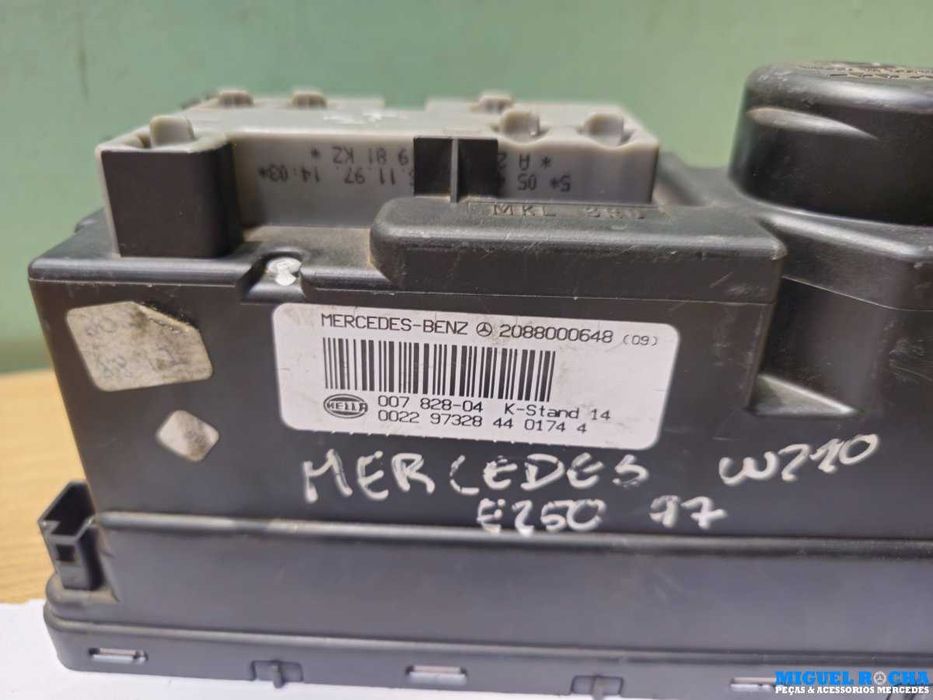 MERCEDES-BENZ 2088000648 (09)
HELLA
007 828-04 K-Stand 14
0022 97328 44 0174 4
MERCEDES W210
E250 97
MIGUEL ROCHA
PEÇAS & ACESSORIOS MERCEDES